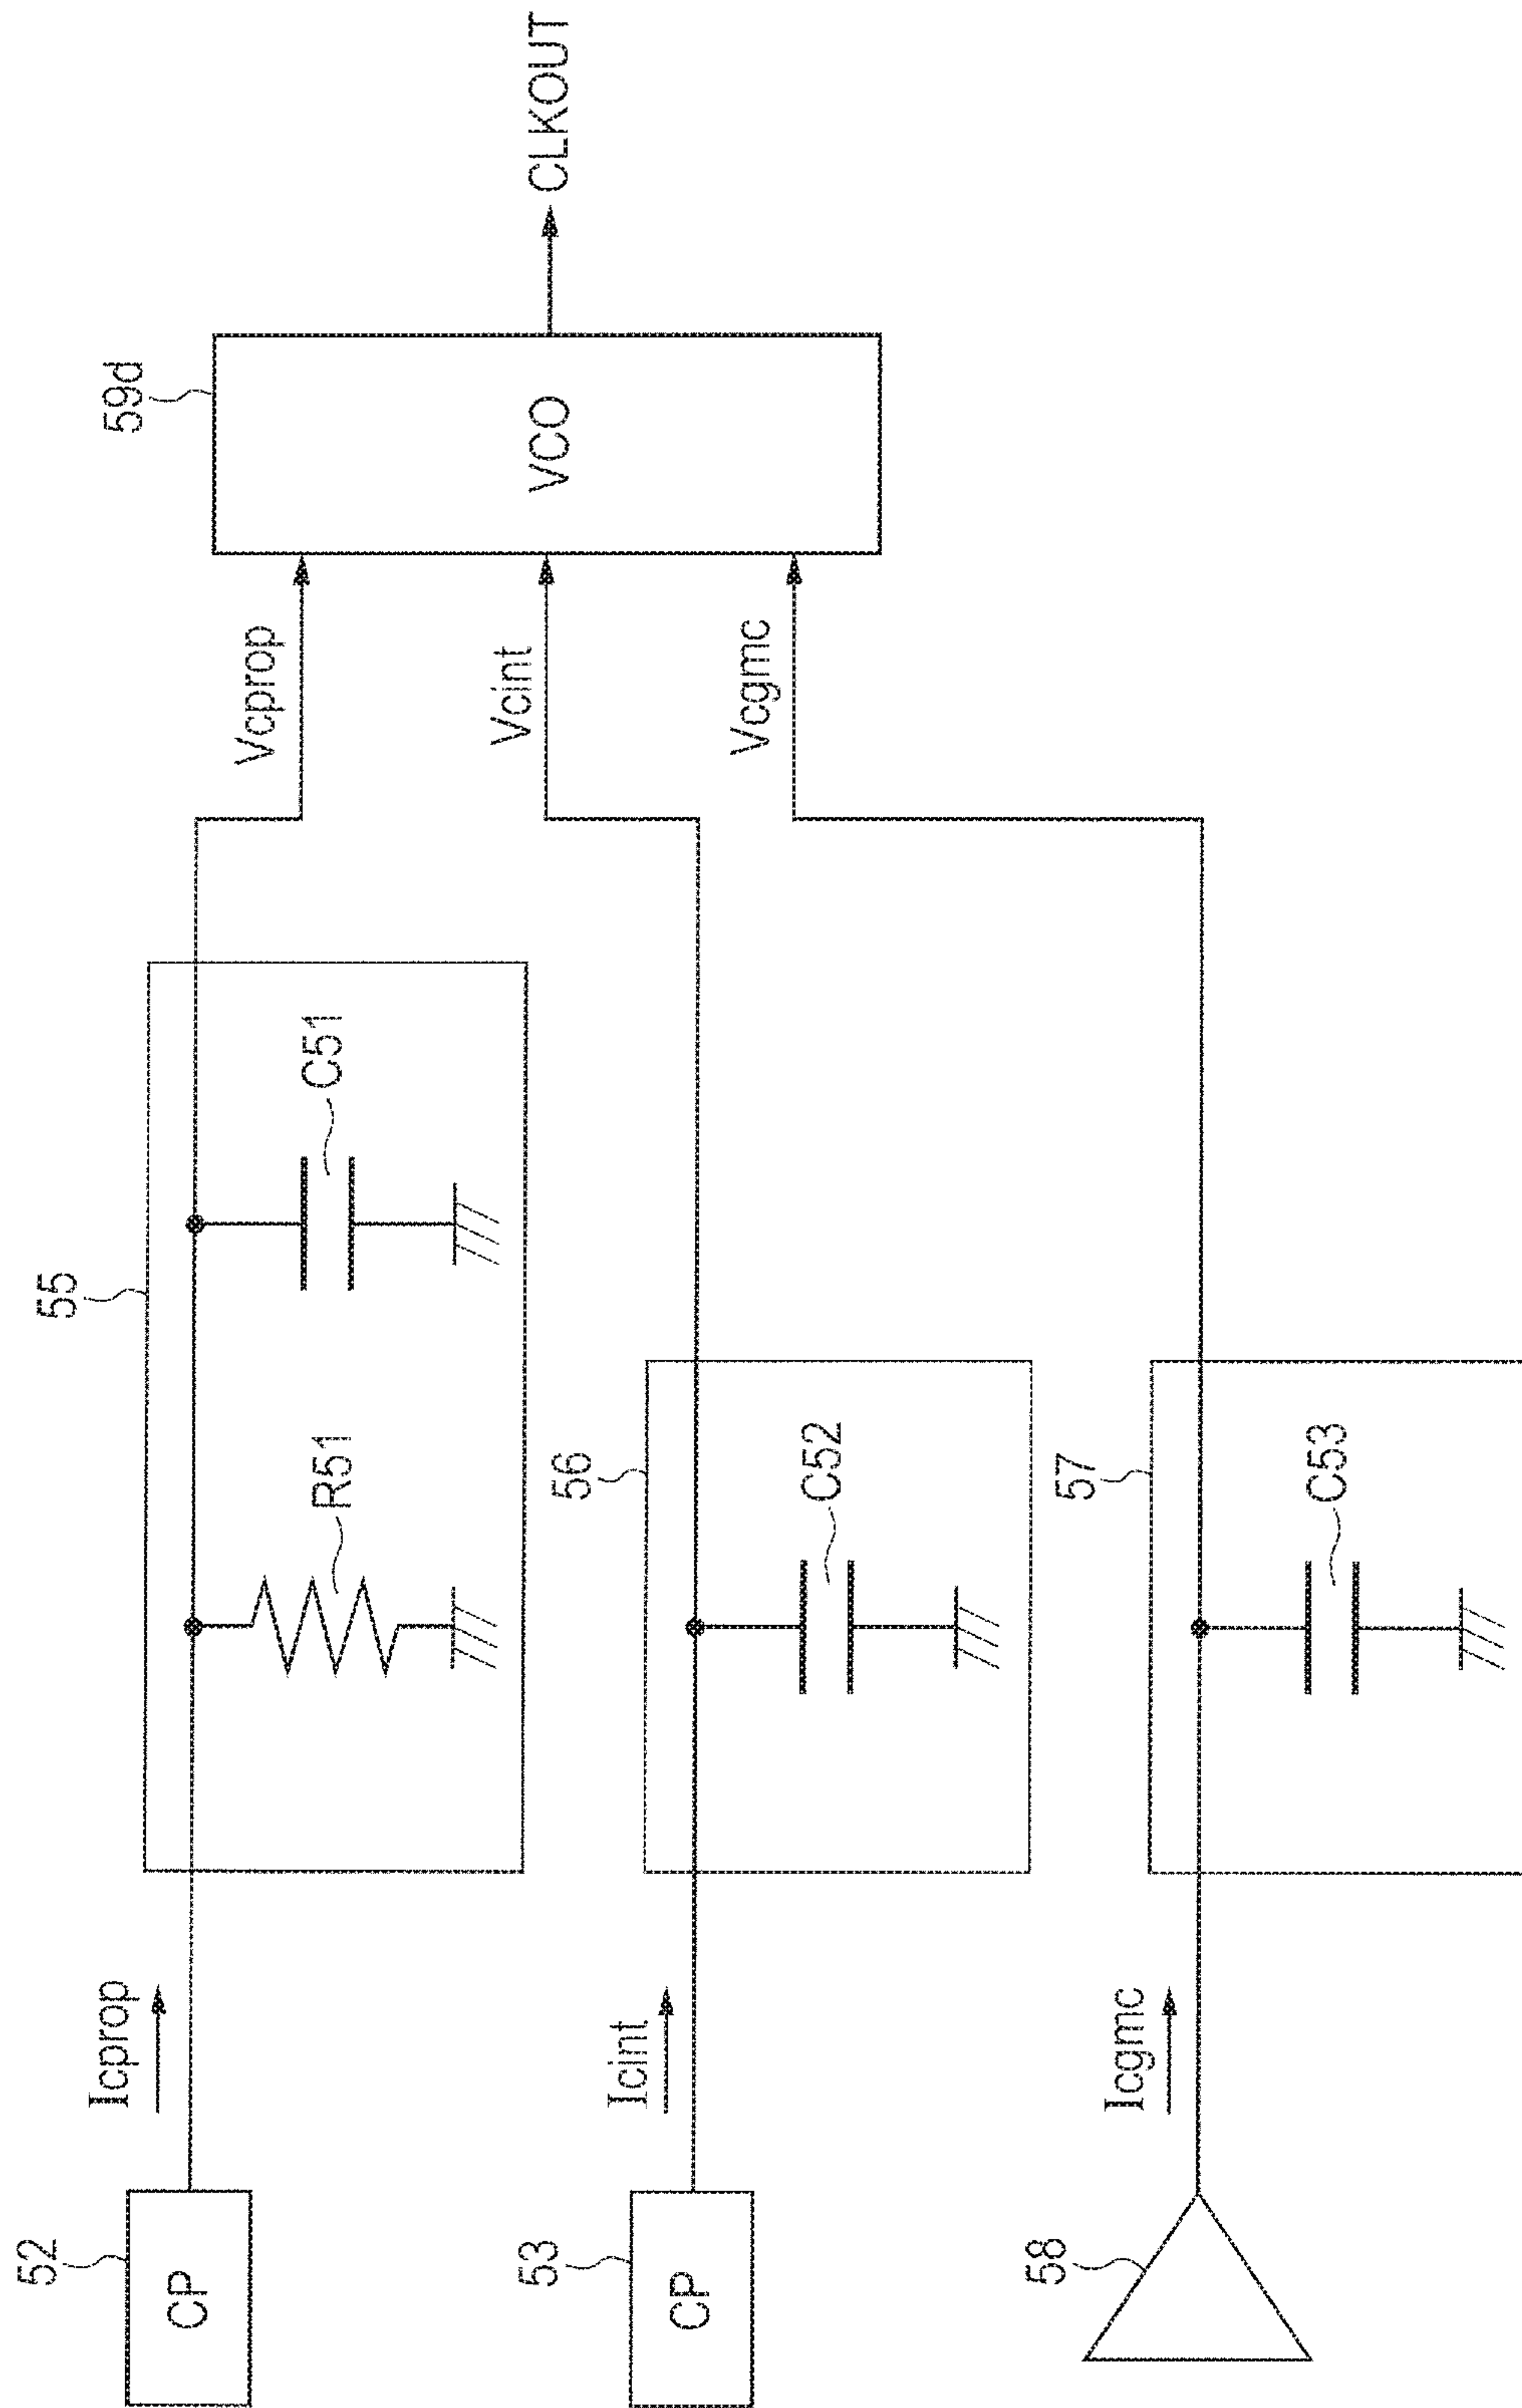 52
CP
Icprop
55
R51
C51
Vcprop
53
CP
Icint
56
C52
Vcint
58
Icgmc
57
C53
Vcgmc
59d
VCO
CLKOUT